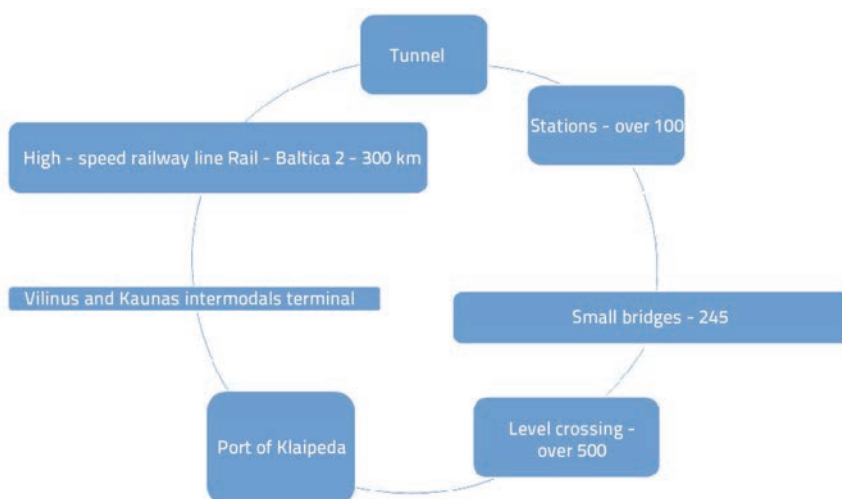 Tunnel
Stations - over 100
High - speed railway line Rail - Baltica 2 - 300 km
Vilinus and Kaunas intermodals terminal
Small bridges - 245
Level crossing -
over 500
Port of Klaipeda